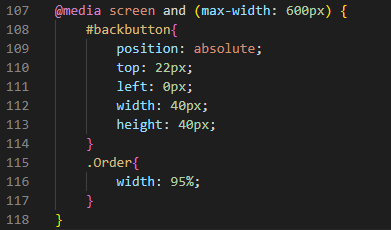 107 @media screen and (max-width: 600px) {
108 #backbutton{
109 position: absolute;
110 top: 22px;
111 left: 0px;
112 width: 40px;
113 height: 40px;
114 }
115 .Order{
116 width: 95%;
117 }
118 }